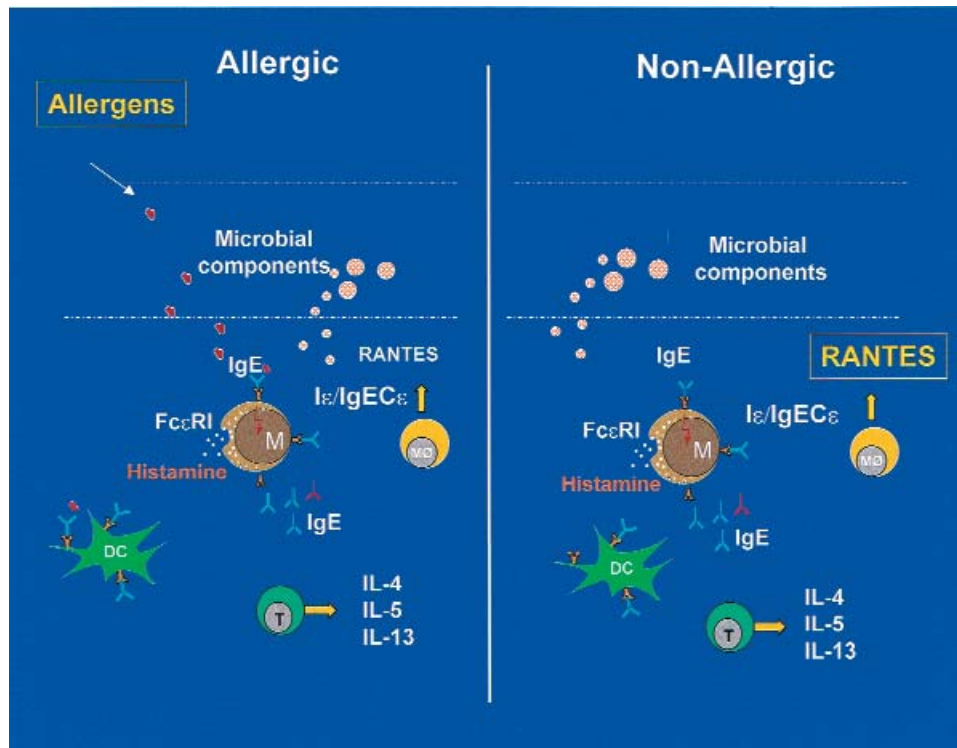 Allergic
Allergens
Microbial
components
RANTES
IgE
Iε/IgECε
FcεRI
M
MØ
Histamine
IgE
DC
IL-4
IL-5
IL-13
T
Non-Allergic
Microbial
components
IgE
RANTES
Iε/IgECε
FcεRI
M
MØ
Histamine
IgE
DC
IL-4
IL-5
IL-13
T